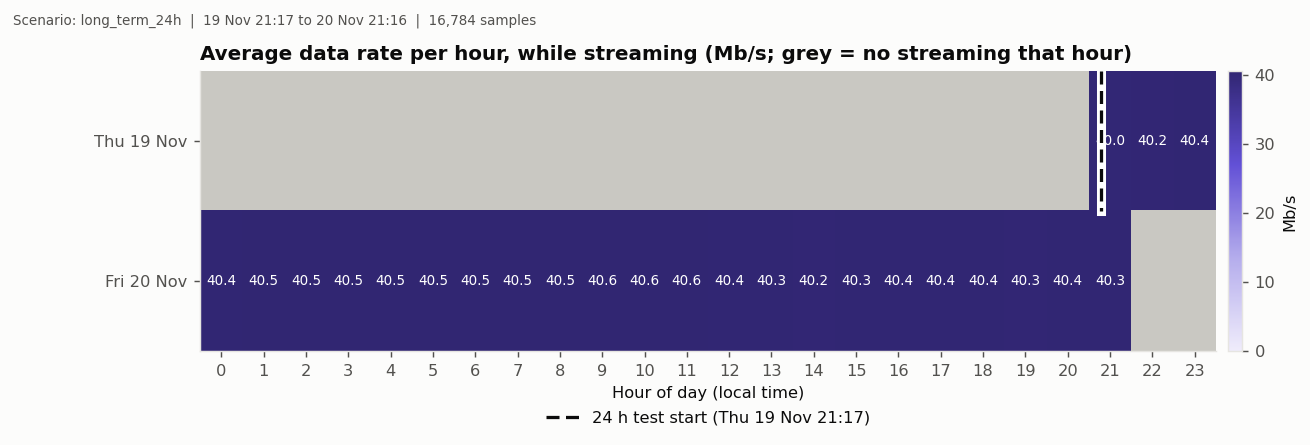 Scenario: long_term_24h | 19 Nov 21:17 to 20 Nov 21:16 | 16,784 samples
Average data rate per hour, while streaming (Mb/s; grey = no streaming that hour)
Thu 19 Nov
0.0 40.2 40.4
Fri 20 Nov
40.4 40.5 40.5 40.5 40.5 40.5 40.5 40.5 40.5 40.6 40.6 40.6 40.4 40.3 40.2 40.3 40.4 40.4 40.4 40.3 40.4 40.3
0 1 2 3 4 5 6 7 8 9 10 11 12 13 14 15 16 17 18 19 20 21 22 23
Hour of day (local time)
24 h test start (Thu 19 Nov 21:17)
40
30
20
10
0
Mb/s